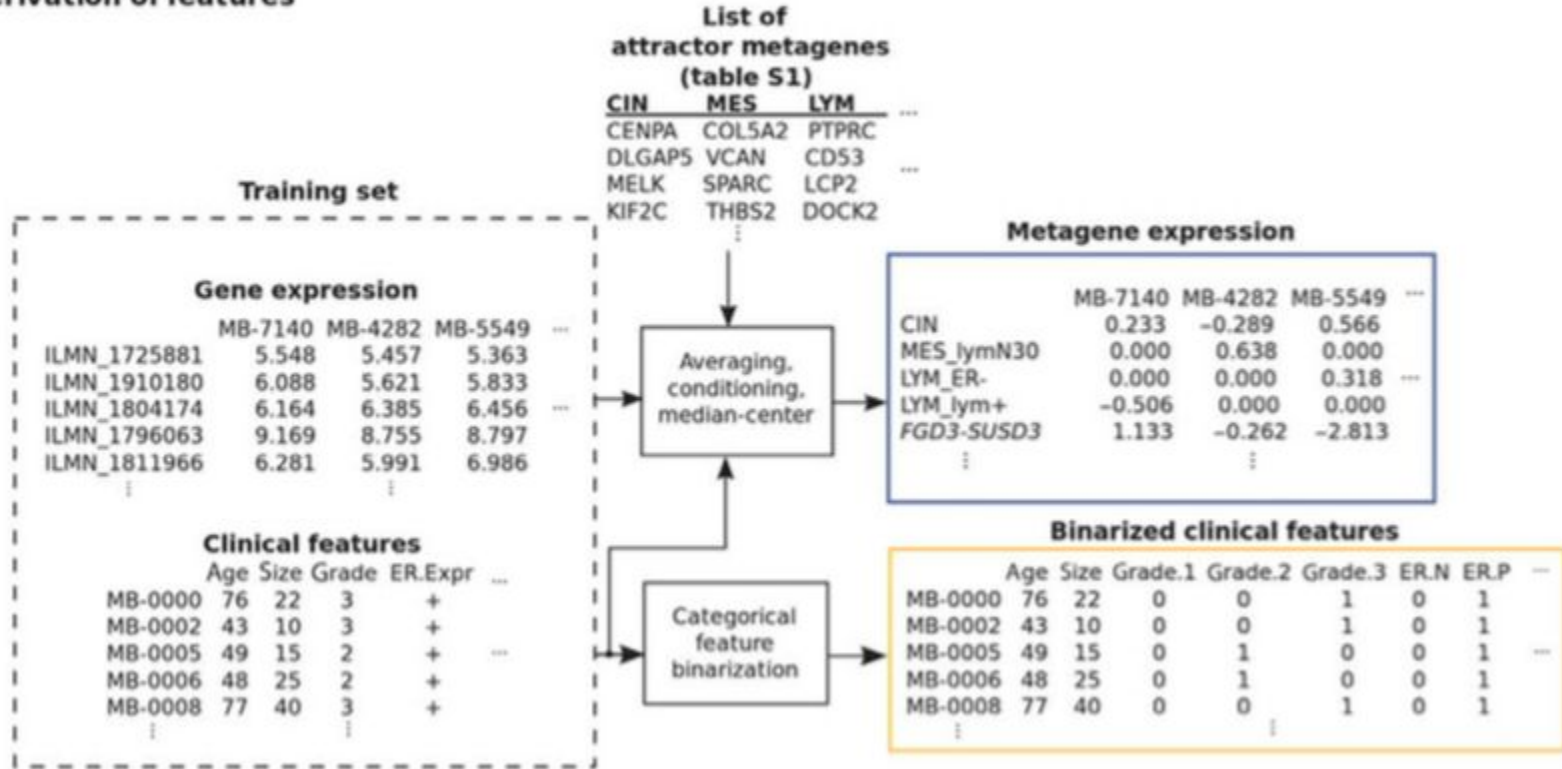 derivation of features
List of
attractor metagenes
(table S1)
CIN MES LYM ...
CENPA COL5A2 PTPRC
DLGAP5 VCAN CD53 ...
MELK SPARC LCP2
KIF2C THBS2 DOCK2
⋮
Training set
Gene expression
MB-7140 MB-4282 MB-5549 ...
ILMN_1725881 5.548 5.457 5.363
ILMN_1910180 6.088 5.621 5.833
ILMN_1804174 6.164 6.385 6.456 ...
ILMN_1796063 9.169 8.755 8.797
ILMN_1811966 6.281 5.991 6.986
⋮ ⋮
Clinical features
Age Size Grade ER.Expr ...
MB-0000 76 22 3 +
MB-0002 43 10 3 +
MB-0005 49 15 2 + ...
MB-0006 48 25 2 +
MB-0008 77 40 3 +
⋮ ⋮
Averaging,
conditioning,
median-center
Categorical
feature
binarization
Metagene expression
MB-7140 MB-4282 MB-5549 ...
CIN 0.233 –0.289 0.566
MES_lymN30 0.000 0.638 0.000
LYM_ER- 0.000 0.000 0.318 ...
LYM_lym+ –0.506 0.000 0.000
FGD3-SUSD3 1.133 –0.262 –2.813
⋮ ⋮
Binarized clinical features
Age Size Grade.1 Grade.2 Grade.3 ER.N ER.P ...
MB-0000 76 22 0 0 1 0 1
MB-0002 43 10 0 0 1 0 1
MB-0005 49 15 0 1 0 0 1 ...
MB-0006 48 25 0 1 0 0 1
MB-0008 77 40 0 0 1 0 1
⋮ ⋮